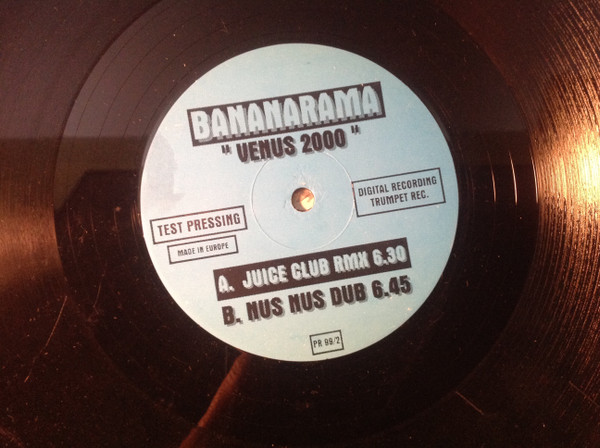 BANANARAMA
" VENUS 2000 "
DIGITAL RECORDING
TRUMPET REC.
TEST PRESSING
MADE IN EUROPE
A. JUICE CLUB RMX 6.30
B. NUS NUS DUB 6.45
PR 99/2